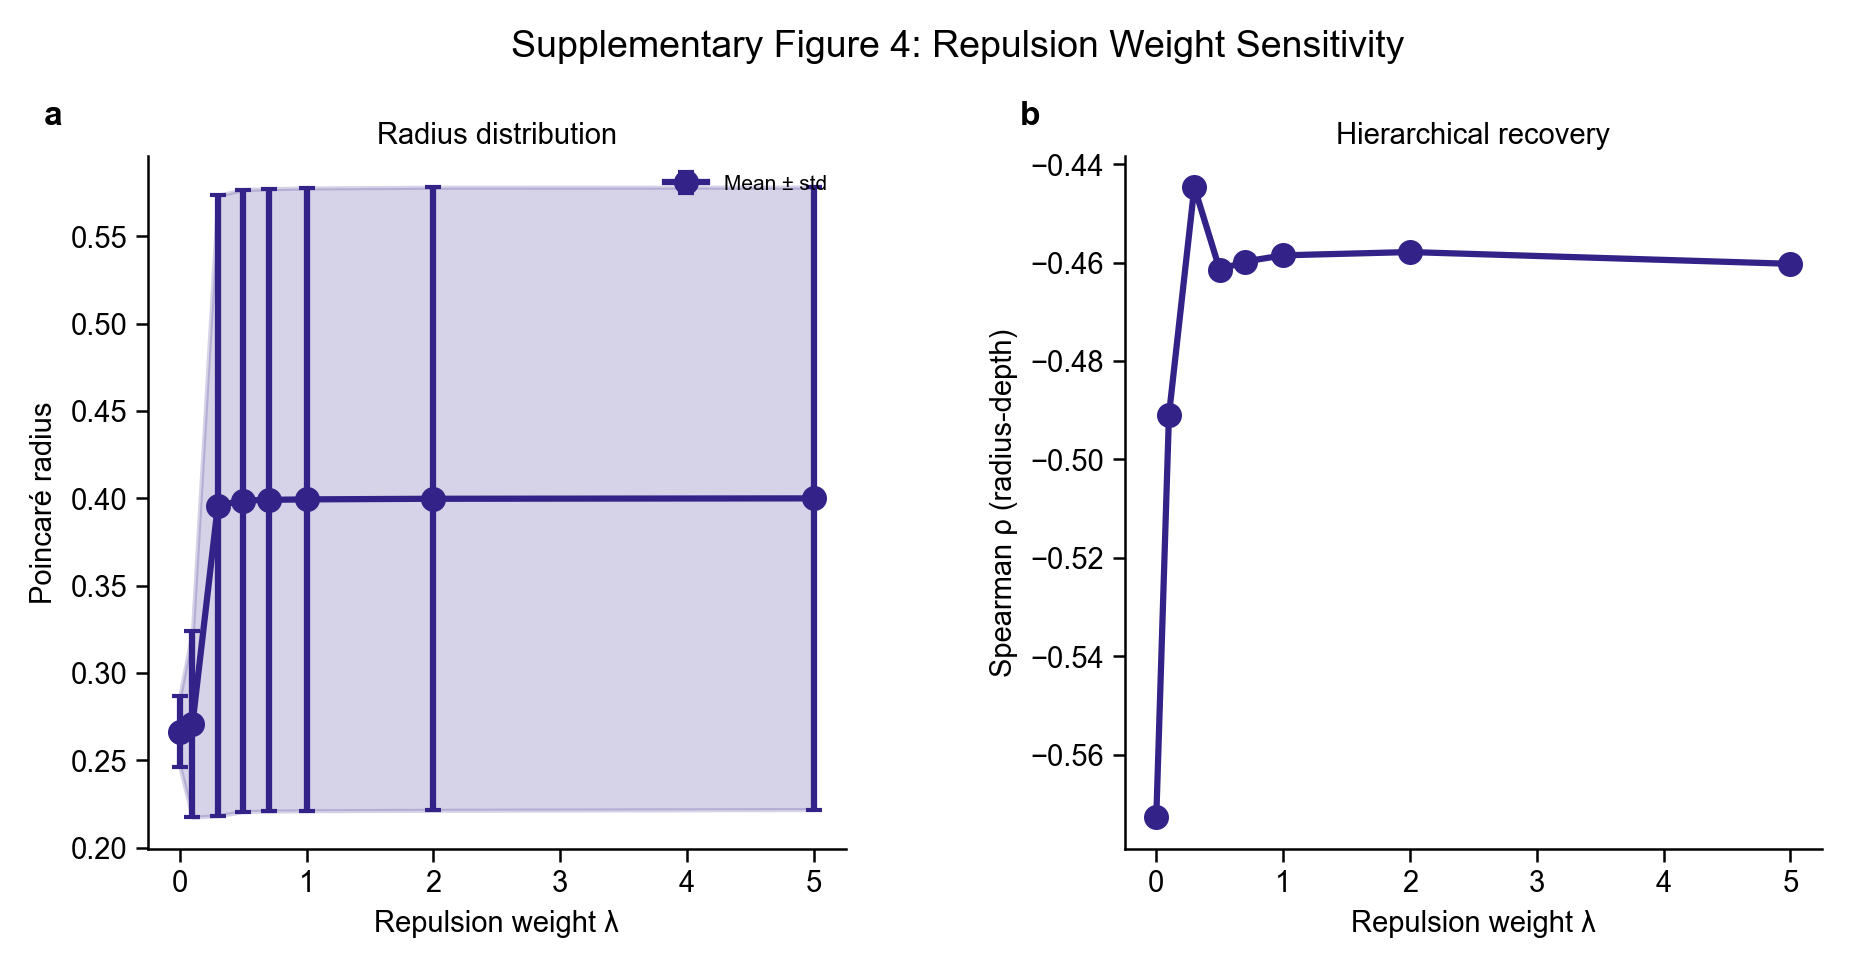 Supplementary Figure 4: Repulsion Weight Sensitivity
a
Radius distribution
Mean ± std
0.55
0.50
0.45
0.40
0.35
0.30
0.25
0.20
Poincaré radius
0
1
2
3
4
5
Repulsion weight λ
b
Hierarchical recovery
−0.44
−0.46
−0.48
−0.50
−0.52
−0.54
−0.56
Spearman ρ (radius-depth)
0
1
2
3
4
5
Repulsion weight λ